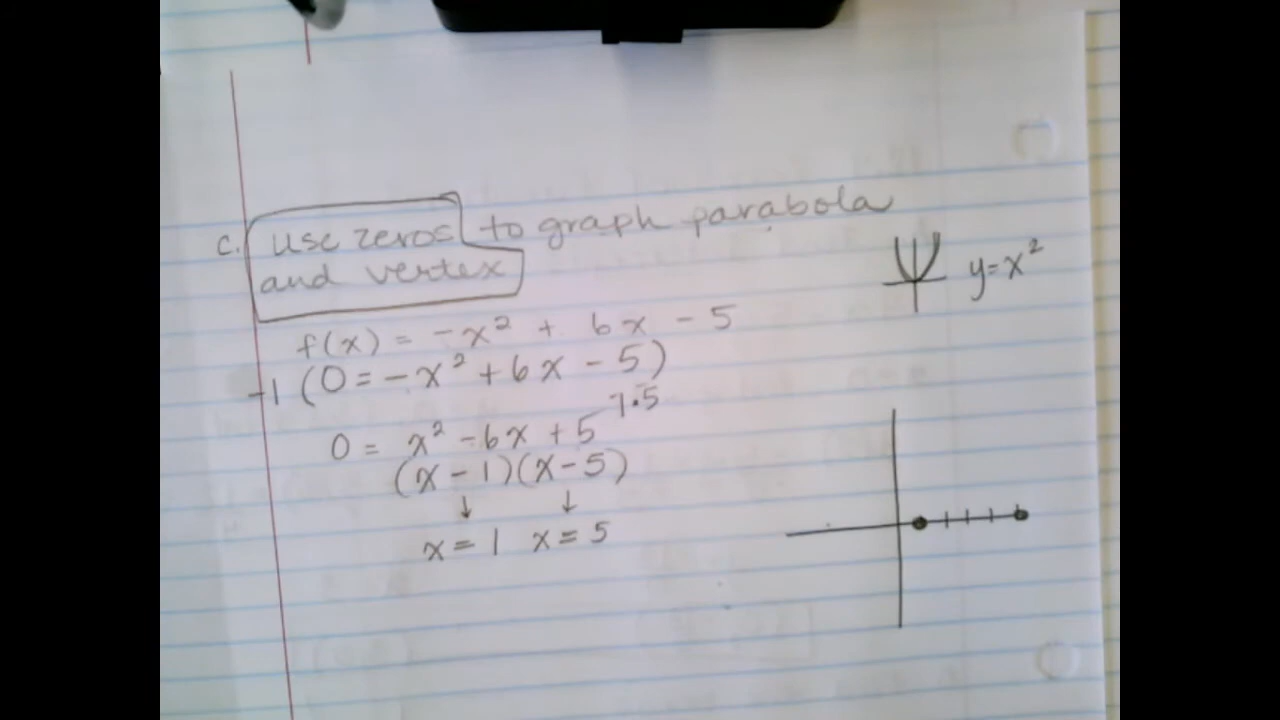 c. use zeros to graph parabola
and vertex
y=x²
f(x) = -x² + 6x - 5
-1 (0 = -x² + 6x - 5)
1·5
0 = x² - 6x + 5
(x - 1)(x - 5)
↓ ↓
x = 1 x = 5